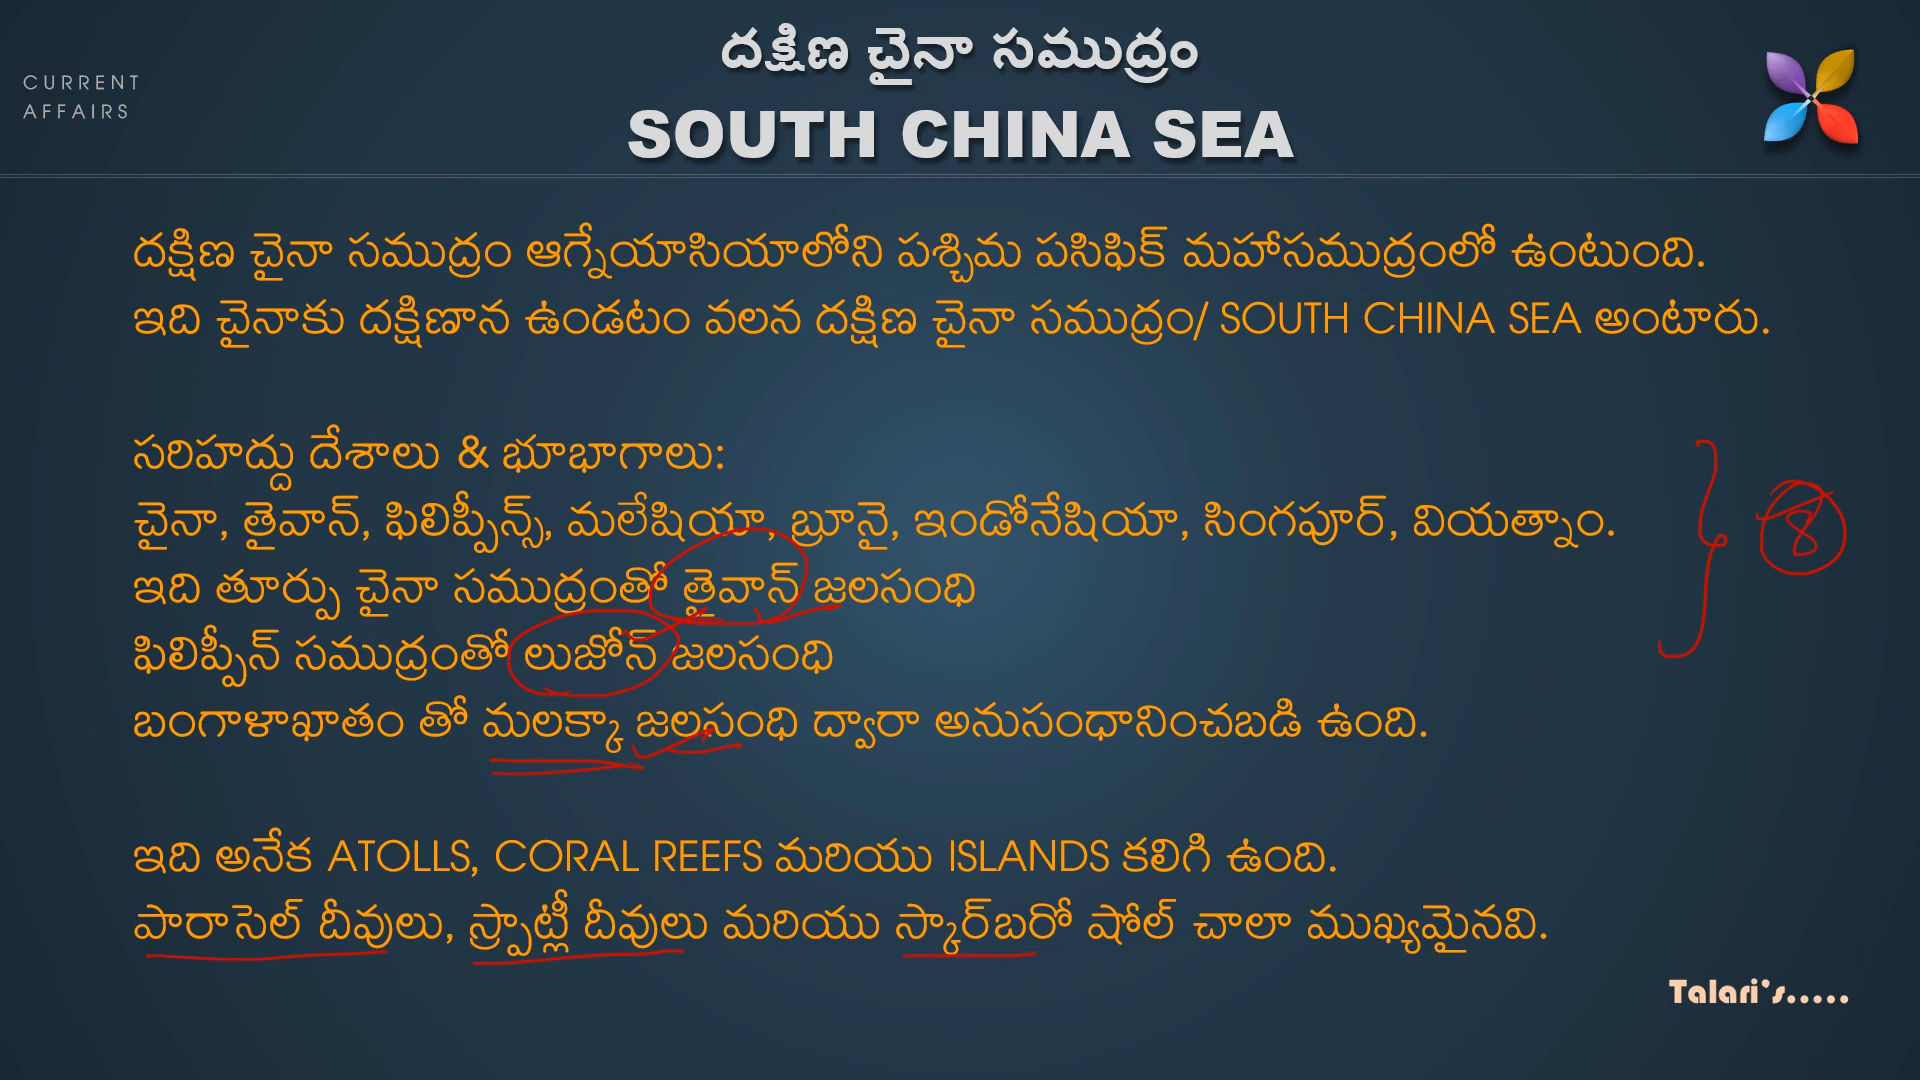 CURRENT
AFFAIRS
దక్షిణ చైనా సముద్రం
SOUTH CHINA SEA
దక్షిణ చైనా సముద్రం ఆగ్నేయాసియాలోని పశ్చిమ పసిఫిక్ మహాసముద్రంలో ఉంటుంది.
ఇది చైనాకు దక్షిణాన ఉండటం వలన దక్షిణ చైనా సముద్రం/ SOUTH CHINA SEA అంటారు.
సరిహద్దు దేశాలు & భూభాగాలు:
చైనా, తైవాన్, ఫిలిప్పీన్స్, మలేషియా, బ్రూనై, ఇండోనేషియా, సింగపూర్, వియత్నాం.
8
ఇది తూర్పు చైనా సముద్రంతో తైవాన్ జలసంధి
ఫిలిప్పీన్ సముద్రంతో లుజోన్ జలసంధి
బంగాళాఖాతం తో మలక్కా జలసంధి ద్వారా అనుసంధానించబడి ఉంది.
ఇది అనేక ATOLLS, CORAL REEFS మరియు ISLANDS కలిగి ఉంది.
పారాసెల్ దీవులు, స్ప్రాట్లీ దీవులు మరియు స్కార్‌బరో షోల్ చాలా ముఖ్యమైనవి.
Talari's.....